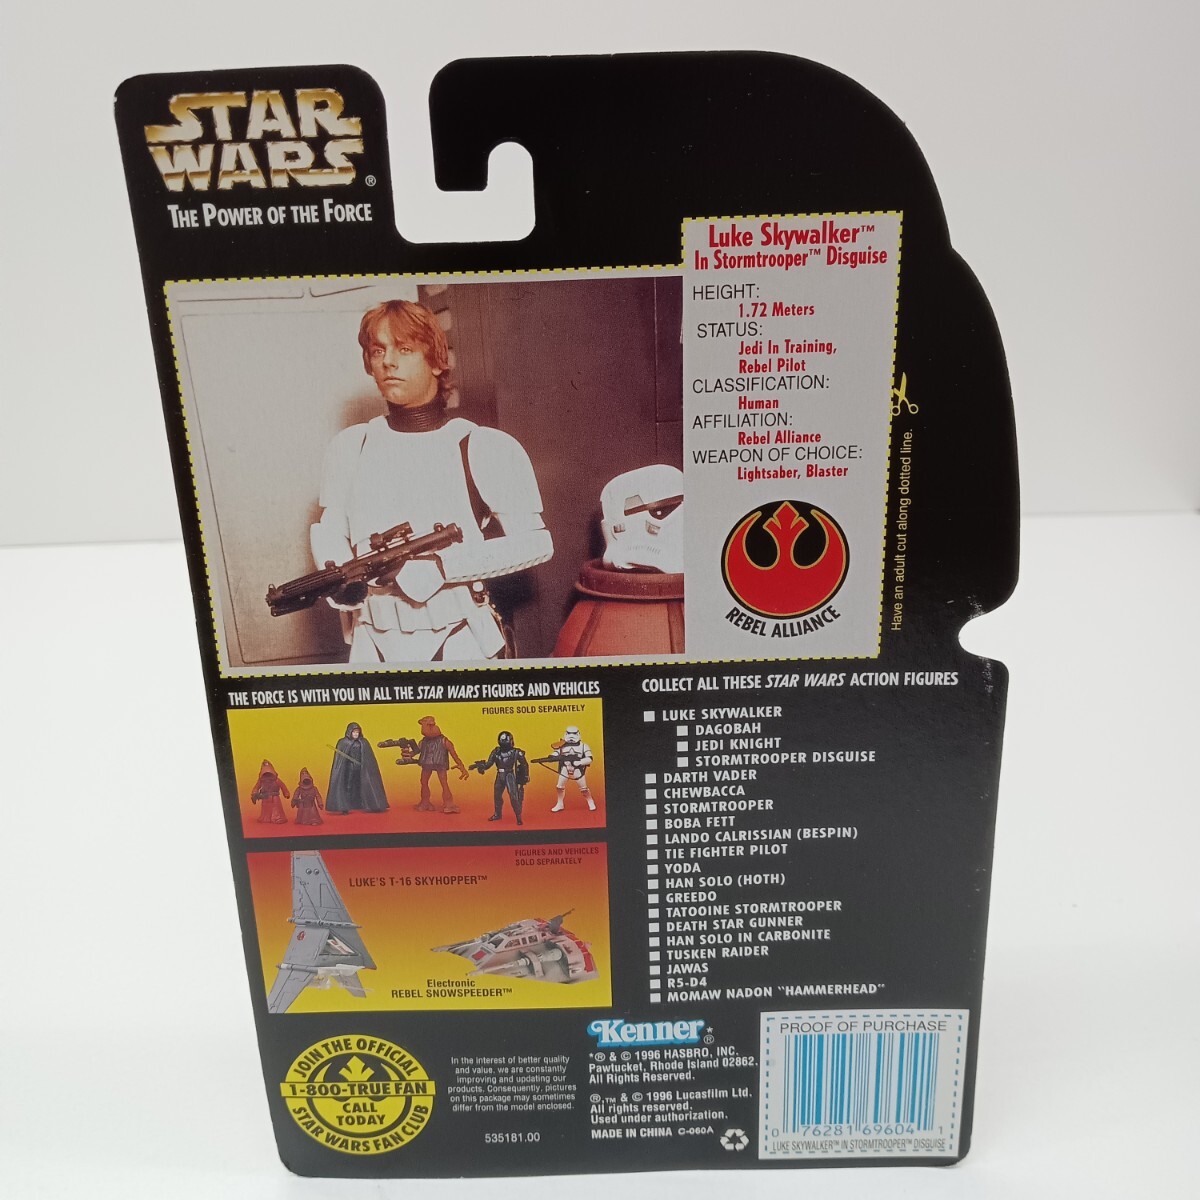 STAR
WARS®
THE POWER OF THE FORCE
Luke Skywalker™
In Stormtrooper™ Disguise
HEIGHT:
1.72 Meters
STATUS:
Jedi In Training,
Rebel Pilot
CLASSIFICATION:
Human
AFFILIATION:
Rebel Alliance
WEAPON OF CHOICE:
Lightsaber, Blaster
REBEL ALLIANCE
Have an adult cut along dotted line.
THE FORCE IS WITH YOU IN ALL THE STAR WARS FIGURES AND VEHICLES
FIGURES SOLD SEPARATELY
FIGURES AND VEHICLES
SOLD SEPARATELY
LUKE'S T-16 SKYHOPPER™
Electronic
REBEL SNOWSPEEDER™
COLLECT ALL THESE STAR WARS ACTION FIGURES
LUKE SKYWALKER
DAGOBAH
JEDI KNIGHT
STORMTROOPER DISGUISE
DARTH VADER
CHEWBACCA
STORMTROOPER
BOBA FETT
LANDO CALRISSIAN (BESPIN)
TIE FIGHTER PILOT
YODA
HAN SOLO (HOTH)
GREEDO
TATOOINE STORMTROOPER
DEATH STAR GUNNER
HAN SOLO IN CARBONITE
TUSKEN RAIDER
JAWAS
R5-D4
MOMAW NADON "HAMMERHEAD"
JOIN THE OFFICIAL
1-800-TRUE FAN
CALL
TODAY
STAR WARS FAN CLUB
In the interest of better quality
and value, we are constantly
improving and updating our
products. Consequently, pictures
on this package may sometimes
differ from the model enclosed.
535181.00
Kenner*®
*® & © 1996 HASBRO, INC.
Pawtucket, Rhode Island 02862.
All Rights Reserved.
®,™ & © 1996 Lucasfilm Ltd.
All rights reserved.
Used under authorization.
MADE IN CHINA C-060A
PROOF OF PURCHASE
0 76281 69604 1
LUKE SKYWALKER™ IN STORMTROOPER™ DISGUISE